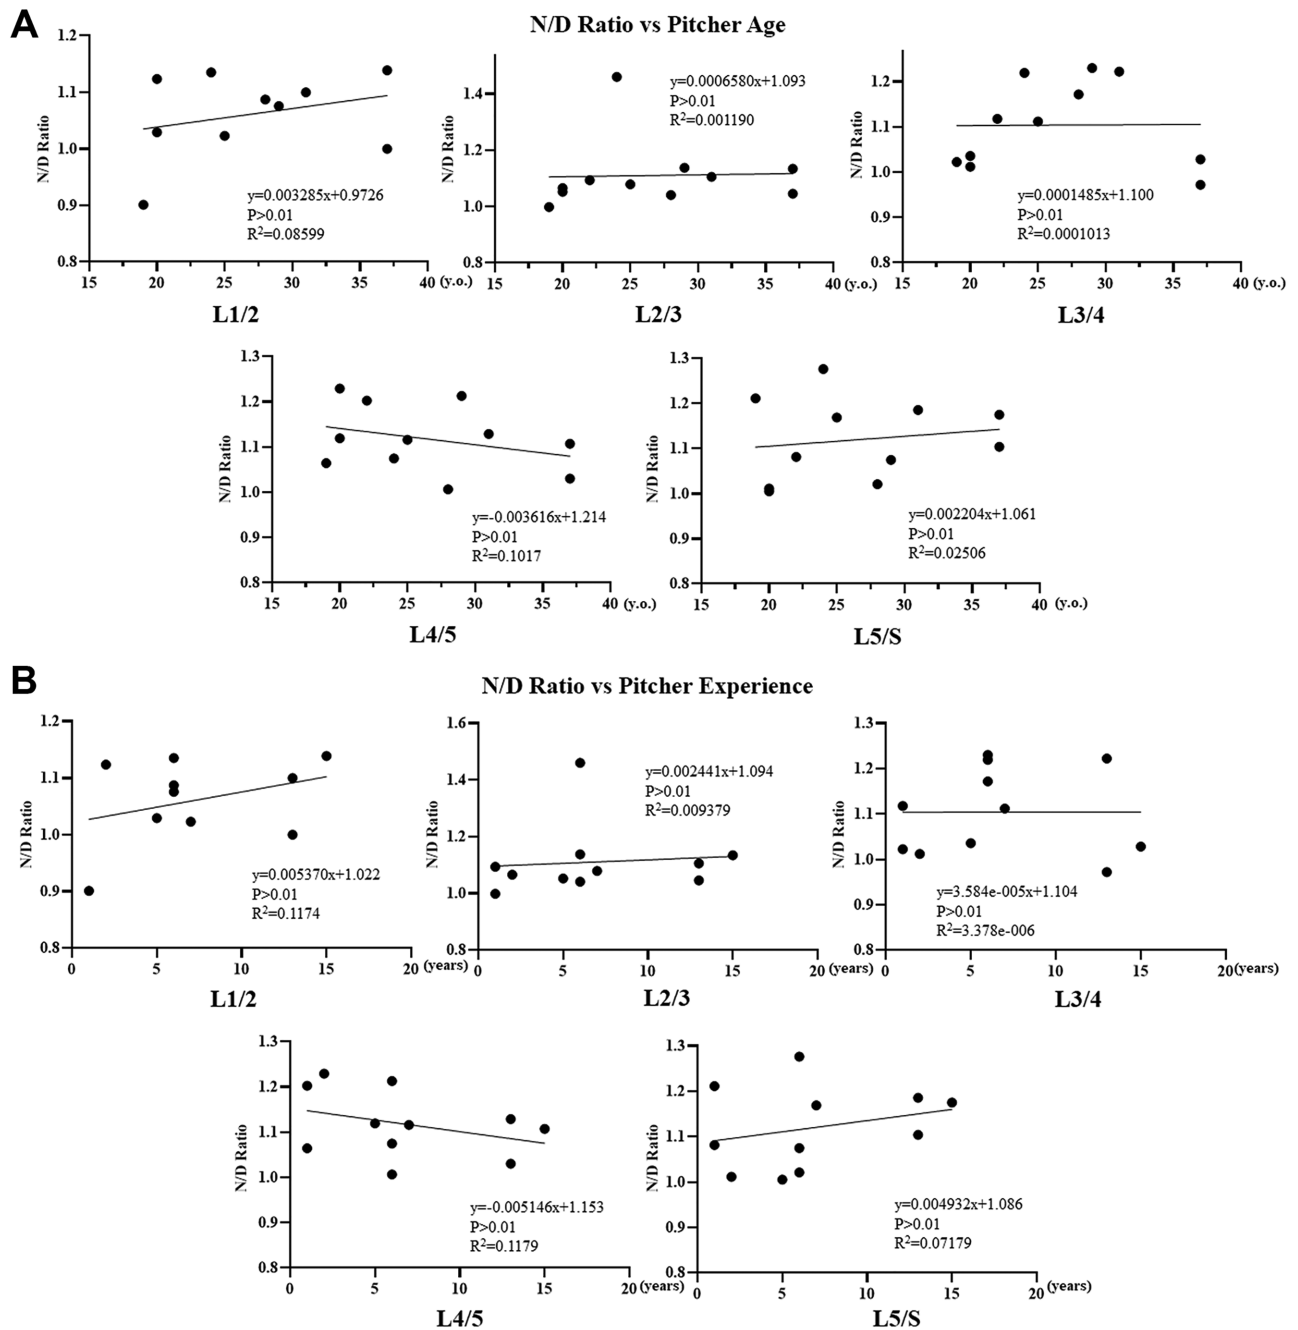 A
N/D Ratio vs Pitcher Age
N/D Ratio
1.2
1.1
1.0
0.9
0.8
y=0.003285x+0.9726
P>0.01
R²=0.08599
15 20 25 30 35 40 (y.o.)
L1/2
N/D Ratio
1.4
1.2
1.0
0.8
y=0.0006580x+1.093
P>0.01
R²=0.001190
15 20 25 30 35 40 (y.o.)
L2/3
N/D Ratio
1.2
1.1
1.0
0.9
0.8
y=0.0001485x+1.100
P>0.01
R²=0.0001013
15 20 25 30 35 40 (y.o.)
L3/4
N/D Ratio
1.3
1.2
1.1
1.0
0.9
0.8
y=-0.003616x+1.214
P>0.01
R²=0.1017
15 20 25 30 35 40 (y.o.)
L4/5
N/D Ratio
1.3
1.2
1.1
1.0
0.9
0.8
y=0.002204x+1.061
P>0.01
R²=0.02506
15 20 25 30 35 40 (y.o.)
L5/S
B
N/D Ratio vs Pitcher Experience
N/D Ratio
1.2
1.1
1.0
0.9
0.8
y=0.005370x+1.022
P>0.01
R²=0.1174
0 5 10 15 20 (years)
L1/2
N/D Ratio
1.6
1.4
1.2
1.0
0.8
y=0.002441x+1.094
P>0.01
R²=0.009379
0 5 10 15 20 (years)
L2/3
N/D Ratio
1.3
1.2
1.1
1.0
0.9
0.8
y=3.584e-005x+1.104
P>0.01
R²=3.378e-006
0 5 10 15 20 (years)
L3/4
N/D Ratio
1.3
1.2
1.1
1.0
0.9
0.8
y=-0.005146x+1.153
P>0.01
R²=0.1179
0 5 10 15 20 (years)
L4/5
N/D Ratio
1.3
1.2
1.1
1.0
0.9
0.8
y=0.004932x+1.086
P>0.01
R²=0.07179
0 5 10 15 20 (years)
L5/S